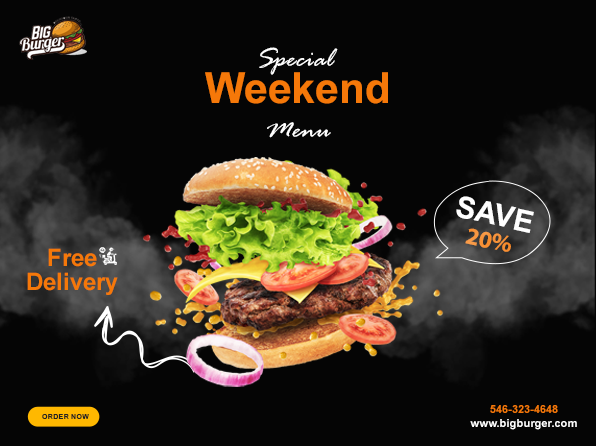 BIG
Burger
Special
Weekend
Menu
SAVE
20%
Free
Delivery
ORDER NOW
546-323-4648
www.bigburger.com